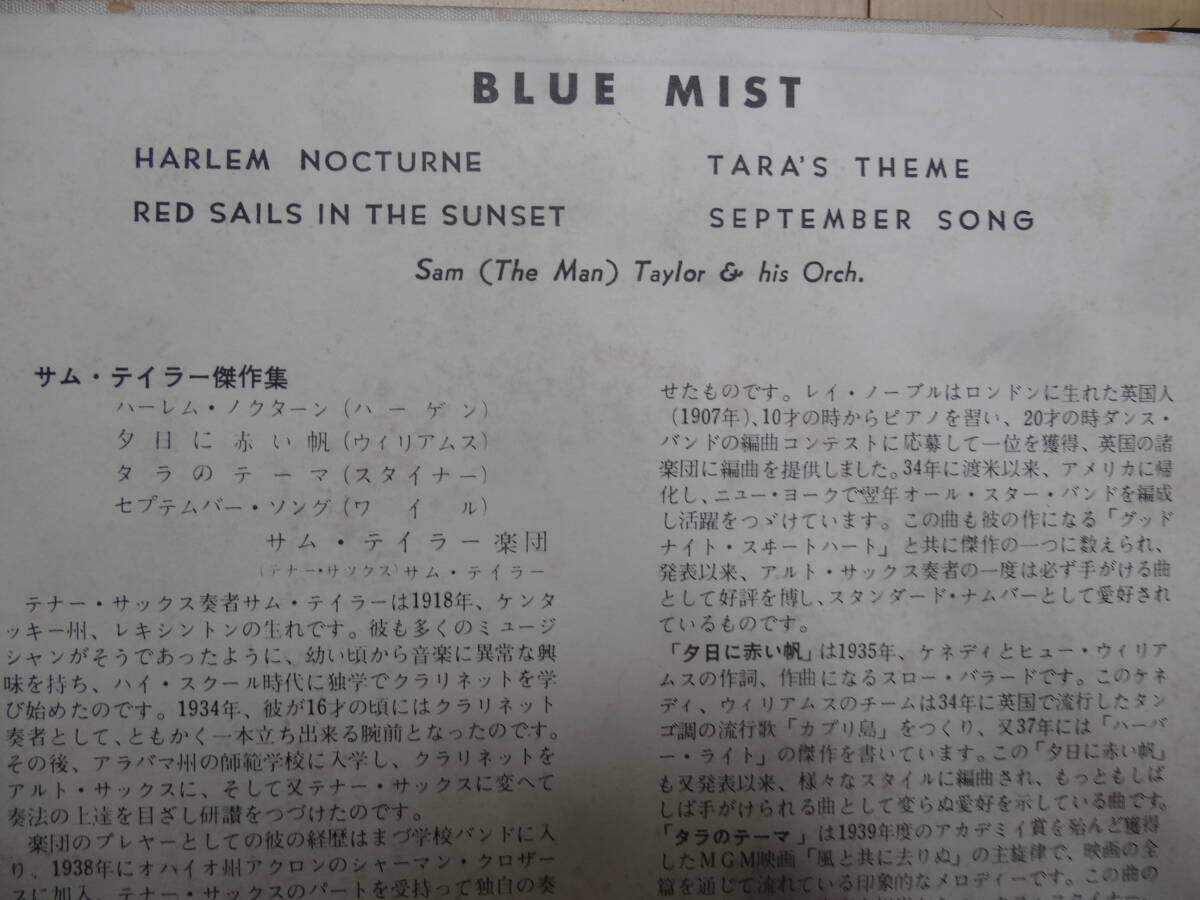 BLUE MIST
HARLEM NOCTURNE
RED SAILS IN THE SUNSET
TARA'S THEME
SEPTEMBER SONG
Sam (The Man) Taylor & his Orch.
サム・テイラー傑作集
ハーレム・ノクターン(ハーゲン)
夕日に赤い帆(ウィリアムス)
タラのテーマ(スタイナー)
セプテムバー・ソング(ワイル)
サム・テイラー楽団
(テナー・サックス)サム・テイラー
テナー・サックス奏者サム・テイラーは1918年、ケンタ
ッキー州、レキシントンの生れです。彼も多くのミュージ
シャンがそうであったように、幼い頃から音楽に異常な興
味を持ち、ハイ・スクール時代に独学でクラリネットを学
び始めたのです。1934年、彼が16才の頃にはクラリネット
奏者として、ともかく一本立ち出来る腕前となったのです。
その後、アラバマ州の師範学校に入学し、クラリネットを
アルト・サックスに、そして又テナー・サックスに変へて
奏法の上達を目ざし研讃をつづけたのです。
楽団のプレヤーとしての彼の経歴はまづ学校バンドに入
り、1938年にオハイオ州アクロンのシャーマン・クロザー
スに加入、テナー・サックスのパートを受持って独自の奏
せたものです。レイ・ノーブルはロンドンに生れた英国人
(1907年)、10才の時からピアノを習い、20才の時ダンス・
バンドの編曲コンテストに応募して一位を獲得、英国の諸
楽団に編曲を提供しました。34年に渡米以来、アメリカに帰
化し、ニュー・ヨークで翌年オール・スター・バンドを編成
し活躍をつゞけています。この曲も彼の作になる「グッド
ナイト・スヰートハート」と共に傑作の一つに数えられ、
発表以来、アルト・サックス奏者の一度は必ず手がける曲
として好評を博し、スタンダード・ナムバーとして愛好され
ているものです。
「夕日に赤い帆」は1935年、ケネディとヒュー・ウィリア
ムスの作詞、作曲になるスロー・バラードです。このケネ
ディ、ウィリアムスのチームは34年に英国で流行したタン
ゴ調の流行歌「カプリ島」をつくり、又37年には「ハーバ
ー・ライト」の傑作を書いています。この「夕日に赤い帆」
も又発表以来、様々なスタイルに編曲され、もっともしば
しば手がけられる曲として変らぬ愛好を示している曲です。
「タラのテーマ」は1939年度のアカデミイ賞を殆んど獲得
したMGM映画「風と共に去りぬ」の主旋律で、映画の全
篇を通じて流れている印象的なメロディーです。この曲の